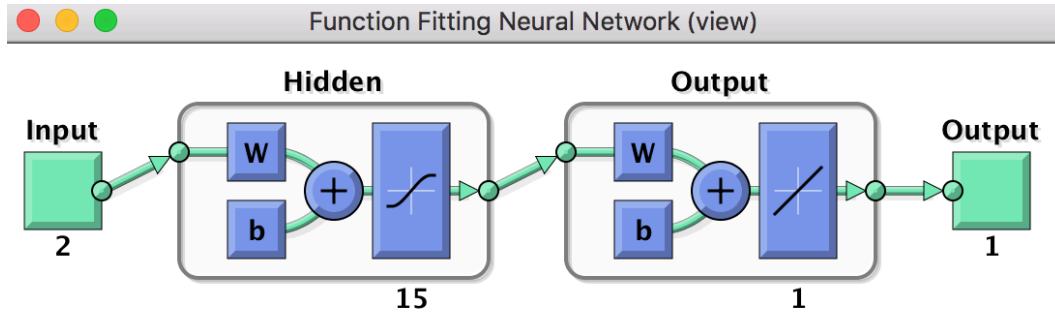 Function Fitting Neural Network (view)
Hidden
Output
Input
Output
W
W
b
b
2
1
15
1